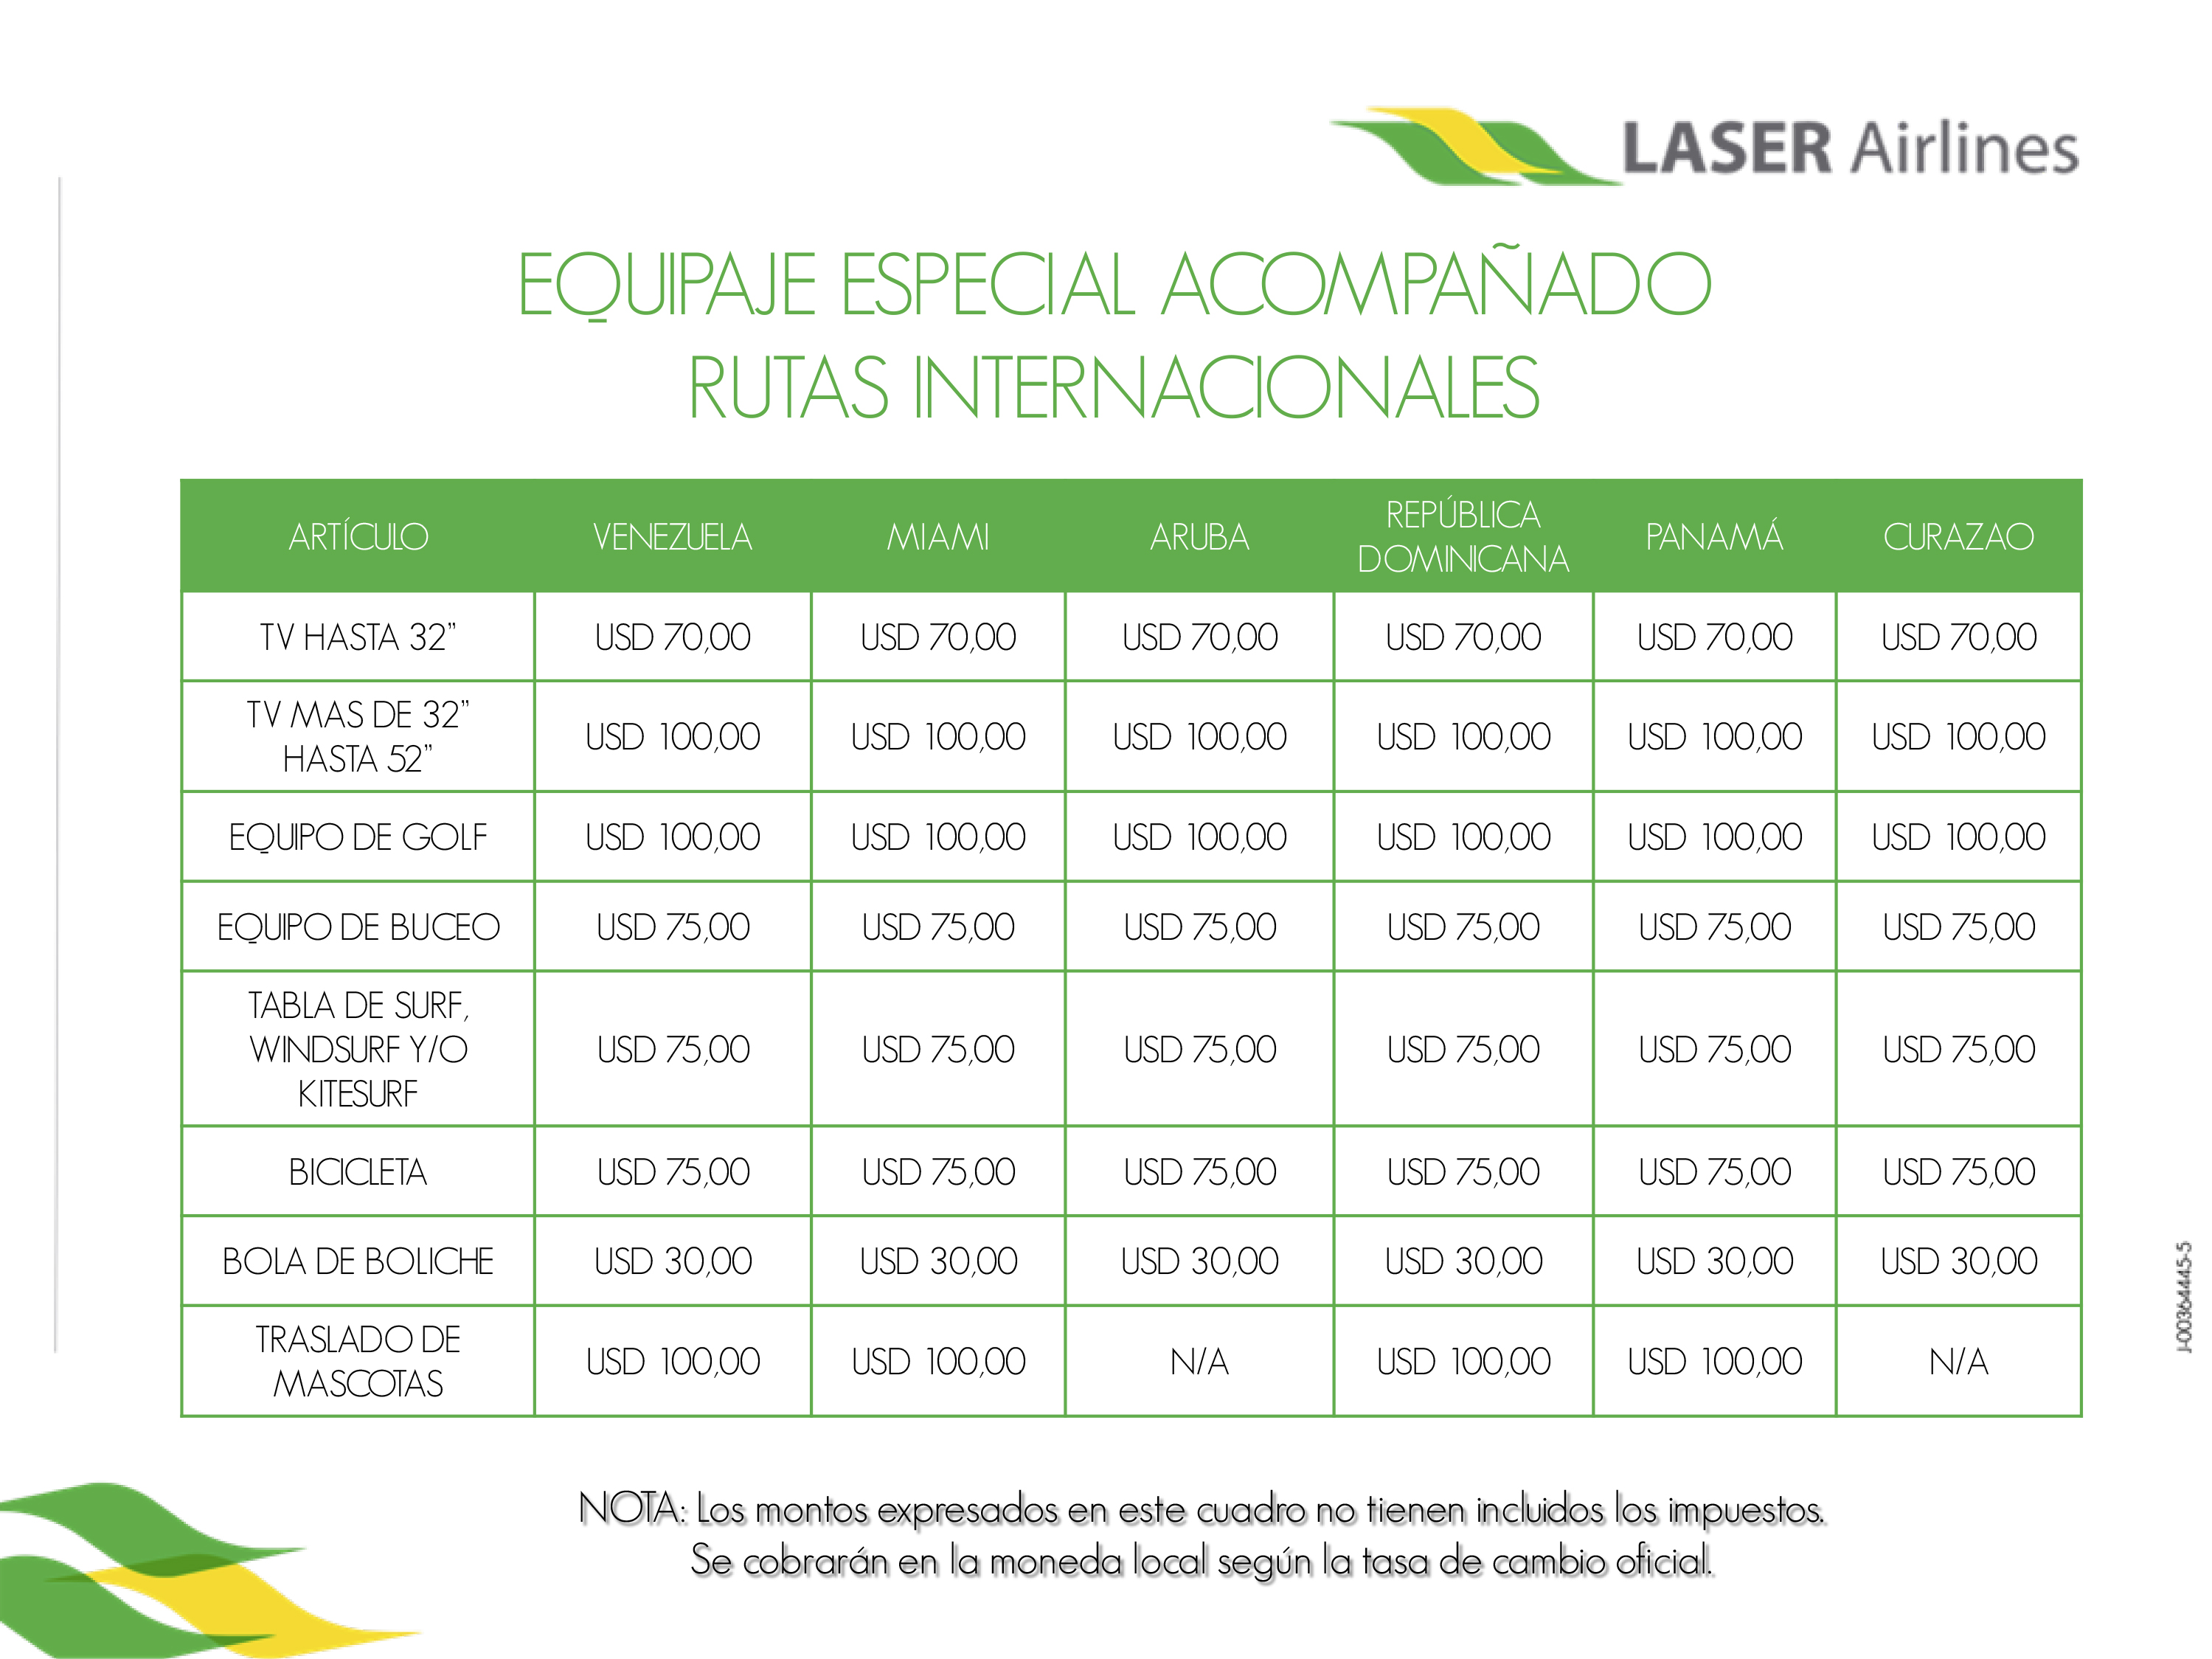 LASER Airlines
EQUIPAJE ESPECIAL ACOMPAÑADO
RUTAS INTERNACIONALES
ARTÍCULO VENEZUELA MIAMI ARUBA REPÚBLICA DOMINICANA PANAMÁ CURAZAO
TV HASTA 32” USD 70,00 USD 70,00 USD 70,00 USD 70,00 USD 70,00 USD 70,00
TV MAS DE 32”
HASTA 52” USD 100,00 USD 100,00 USD 100,00 USD 100,00 USD 100,00 USD 100,00
EQUIPO DE GOLF USD 100,00 USD 100,00 USD 100,00 USD 100,00 USD 100,00 USD 100,00
EQUIPO DE BUCEO USD 75,00 USD 75,00 USD 75,00 USD 75,00 USD 75,00 USD 75,00
TABLA DE SURF,
WINDSURF Y/O
KITESURF USD 75,00 USD 75,00 USD 75,00 USD 75,00 USD 75,00 USD 75,00
BICICLETA USD 75,00 USD 75,00 USD 75,00 USD 75,00 USD 75,00 USD 75,00
BOLA DE BOLICHE USD 30,00 USD 30,00 USD 30,00 USD 30,00 USD 30,00 USD 30,00
TRASLADO DE
MASCOTAS USD 100,00 USD 100,00 N/A USD 100,00 USD 100,00 N/A
NOTA: Los montos expresados en este cuadro no tienen incluidos los impuestos.
Se cobrarán en la moneda local según la tasa de cambio oficial.
J-00364445-5